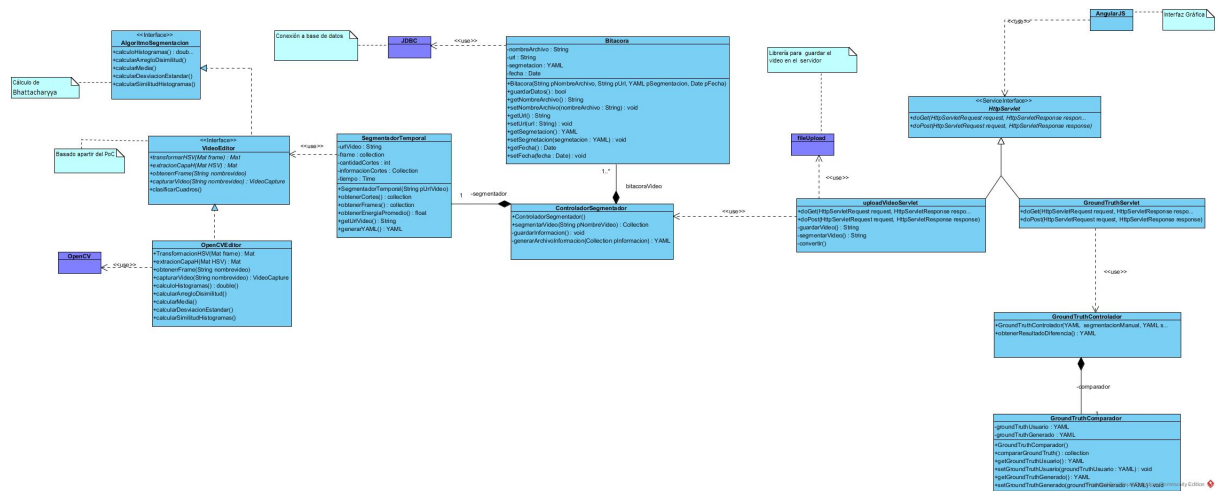 <<Interface>>
AlgoritmoSegmentacion
+calculoHistogramas() : doub...
+calcularArregloDisimilitud()
+calcularMedia()
+calcularDesviacionEstandar()
+calcularSimilitudHistogramas()
Cálculo de
Bhattacharyya
<<Interface>>
VideoEditor
+transformarHSV(Mat frame) : Mat
+extracionCapaH(Mat HSV) : Mat
+obtenerFrame(String nombrevideo)
+capturarVideo(String nombrevideo) : VideoCapture
+clasificarCuadros()
Basado apartir del PoC
OpenCVEditor
+TransformacionHSV(Mat frame) : Mat
+extracionCapaH(Mat HSV) : Mat
+obtenerFrame(String nombrevideo)
+capturarVideo(String nombrevideo) : VideoCapture
+calculoHistogramas() : double()
+calcularArregloDisimilitud()
+calcularMedia()
+calcularDesviacionEstandar()
+calcularSimilitudHistogramas()
OpenCV
<<use>>
<<use>>
SegmentadorTemporal
-urlVideo : String
-frame : collection
-cantidadCortes : int
-informacionCortes : Collection
-tiempo : Time
+SegmentadorTemporal(String pUrlVideo)
+obtenerCortes() : collection
+obtenerFrames() : collection
+obtenerEnergiaPromedio() : float
+getUrlVideo() : String
+generarYAML() : YAML
Conexión a base de datos
JDBC
<<use>>
Bitacora
-nombreArchivo : String
-url : String
-segmetacion : YAML
-fecha : Date
+Bitacora(String pNombreArchivo, String pUrl, YAML pSegmentacion, Date pFecha)
+guardarDatos() : bool
+getNombreArchivo() : String
+setNombreArchivo(nombreArchivo : String) : void
+getUrl() : String
+setUrl(url : String) : void
+getSegmetacion() : YAML
+setSegmetacion(segmetacion : YAML) : void
+getFecha() : Date
+setFecha(fecha : Date) : void
1..*
bitacoraVideo
1
-segmentador
ControladorSegmentador
+ControladorSegmentador()
+segmentarVideo(String pNombreVideo) : Collection
-guardarInformacion() : void
-generarArchivoInformacion(Collection pInformacion) : YAML
<<use>>
Librería para guardar el
video en el servidor
fileUpload
<<use>>
uploadVideoServlet
+doGet(HttpServletRequest request, HttpServletResponse respo...
+doPost(HttpServletRequest request, HttpServletResponse response)
-guardarVideo() : String
-segmentarVideo() : String
-convertir()
AngularJS
Interfaz Gráfica
<<use>>
<<ServiceInterface>>
HttpServlet
+doGet(HttpServletRequest request, HttpServletResponse respon...
+doPost(HttpServletRequest request, HttpServletResponse response)
GroundTruthServlet
+doGet(HttpServletRequest request, HttpServletResponse respo...
+doPost(HttpServletRequest request, HttpServletResponse response)
<<use>>
GroundTruthControlador
+GroundTruthControlador(YAML segmentacionManual, YAML s...
+obtenerResultadoDiferencia() : YAML
-comparador
1
GroundTruthComparador
-groundTruthUsuario : YAML
-groundTruthGenerado : YAML
+GroundTruthComparador()
+compararGroundTruth() : collection
+getGroundTruthUsuario() : YAML
+setGroundTruthUsuario(groundTruthUsuario : YAML) : void
+getGroundTruthGenerado() : YAML
+setGroundTruthGenerado(groundTruthGenerado : YAML) : void
Community Edition